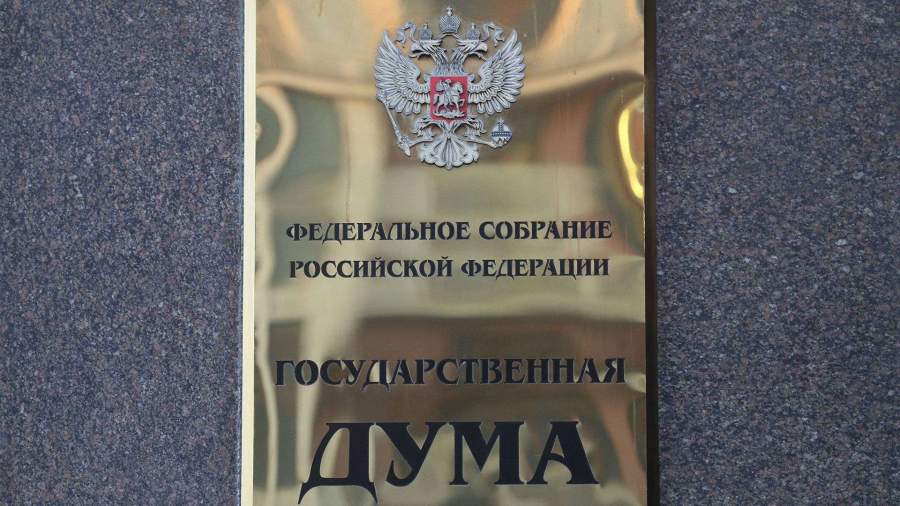 ФЕДЕРАЛЬНОЕ СОБРАНИЕ
РОССИЙСКОЙ ФЕДЕРАЦИИ
ГОСУДАРСТВЕННАЯ
ДУМА